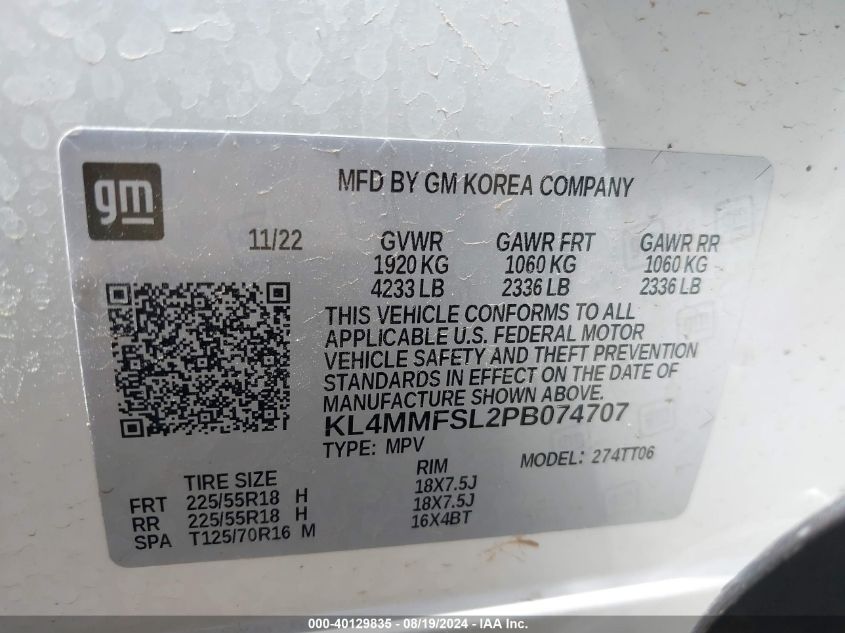 gm
MFD BY GM KOREA COMPANY
11/22
GVWR GAWR FRT GAWR RR
1920 KG 1060 KG 1060 KG
4233 LB 2336 LB 2336 LB
THIS VEHICLE CONFORMS TO ALL
APPLICABLE U.S. FEDERAL MOTOR
VEHICLE SAFETY AND THEFT PREVENTION
STANDARDS IN EFFECT ON THE DATE OF
MANUFACTURE SHOWN ABOVE.
KL4MMFSL2PB074707
TYPE: MPV MODEL: 274TT06
TIRE SIZE RIM
FRT 225/55R18 H 18X7.5J
RR 225/55R18 H 18X7.5J
SPA T125/70R16 M 16X4BT
000-40129835 - 08/19/2024 - IAA Inc.